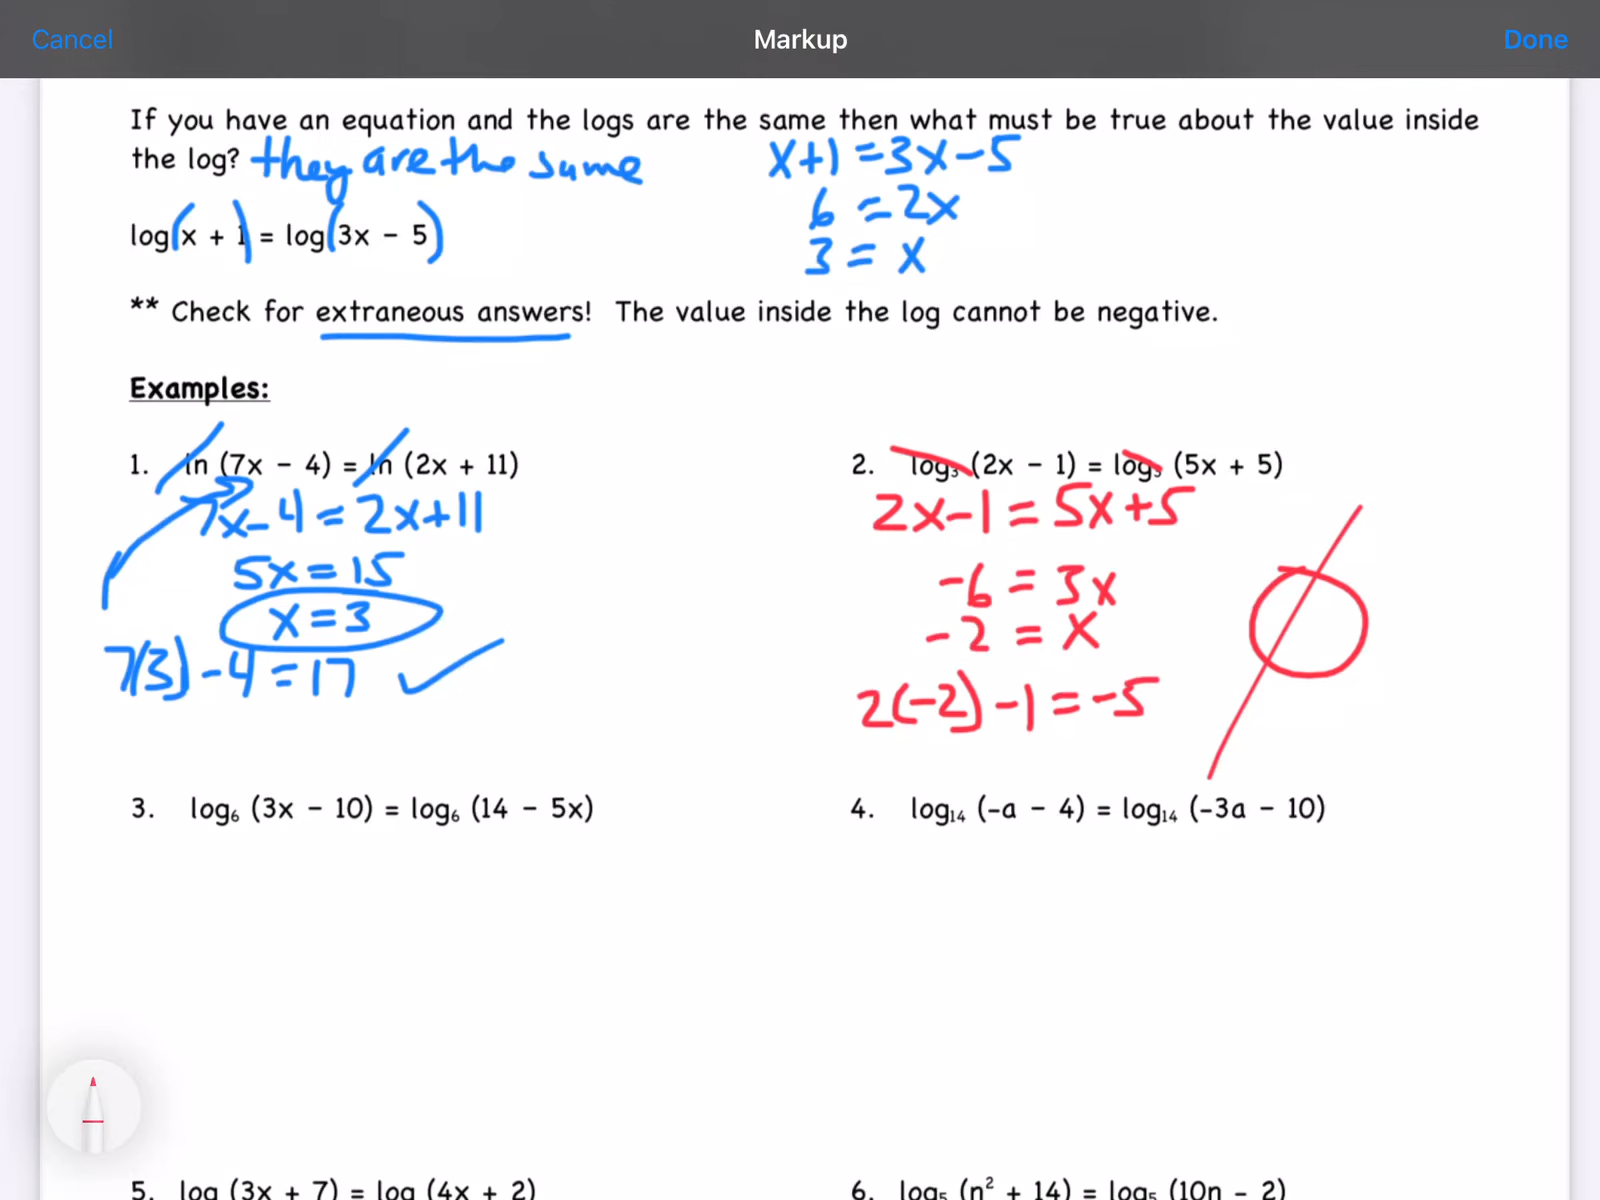 Cancel Markup Done
If you have an equation and the logs are the same then what must be true about the value inside
the log? they are the same
x+1=3x-5
6=2x
3=x
log(x + 1) = log(3x - 5)
** Check for extraneous answers! The value inside the log cannot be negative.
Examples:
1. ln (7x - 4) = ln (2x + 11)
7x-4=2x+11
5x=15
x=3
7(3)-4=17
2. log₃ (2x - 1) = log₃ (5x + 5)
2x-1=5x+5
-6=3x
-2=x
2(-2)-1=-5
3. log₆ (3x - 10) = log₆ (14 - 5x)
4. log₁₄ (-a - 4) = log₁₄ (-3a - 10)
5. log (3x + 7) = log (4x + 2)
6. log₅ (n² + 14) = log₅ (10n - 2)